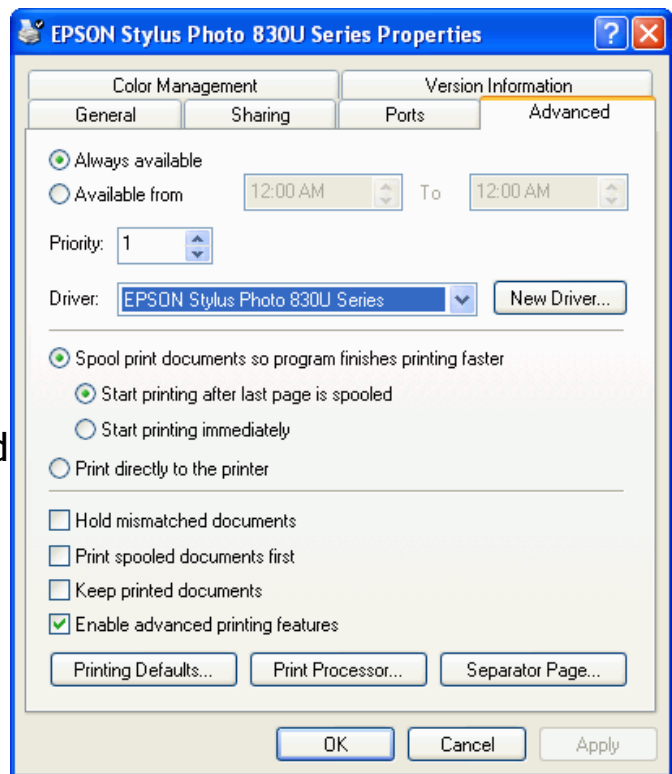 EPSON Stylus Photo 830U Series Properties
Color Management Version Information
General Sharing Ports Advanced
Always available
Available from 12:00 AM To 12:00 AM
Priority: 1
Driver: EPSON Stylus Photo 830U Series New Driver...
Spool print documents so program finishes printing faster
Start printing after last page is spooled
Start printing immediately
d
Print directly to the printer
Hold mismatched documents
Print spooled documents first
Keep printed documents
Enable advanced printing features
Printing Defaults... Print Processor... Separator Page...
OK Cancel Apply